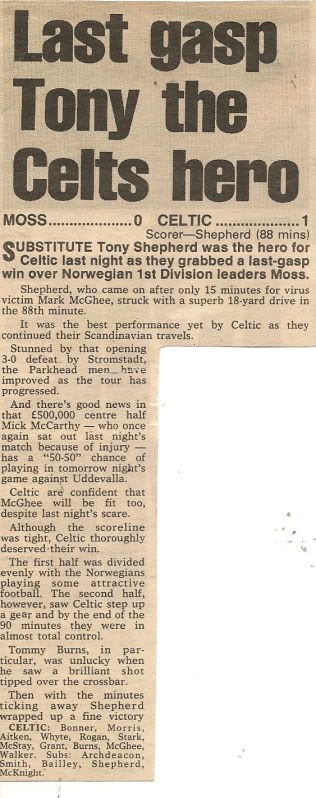 Last gasp
Tony the
Celts hero
MOSS....................0 CELTIC....................1
Scorer—Shepherd (88 mins)
SUBSTITUTE Tony Shepherd was the hero for
Celtic last night as they grabbed a last-gasp
win over Norwegian 1st Division leaders Moss.
Shepherd, who came on after only 15 minutes for virus
victim Mark McGhee, struck with a superb 18-yard drive in
the 88th minute.
It was the best performance yet by Celtic as they
continued their Scandinavian travels.
Stunned by that opening
3-0 defeat by Stromstadt,
the Parkhead men have
improved as the tour has
progressed.
And there's good news in
that £500,000 centre half
Mick McCarthy — who once
again sat out last night's
match because of injury —
has a "50-50" chance of
playing in tomorrow night's
game against Uddevalla.
Celtic are confident that
McGhee will be fit too,
despite last night's scare.
Although the scoreline
was tight, Celtic thoroughly
deserved their win.
The first half was divided
evenly with the Norwegians
playing some attractive
football. The second half,
however, saw Celtic step up
a gear and by the end of the
90 minutes they were in
almost total control.
Tommy Burns, in par-
ticular, was unlucky when
he saw a brilliant shot
tipped over the crossbar.
Then with the minutes
ticking away Shepherd
wrapped up a fine victory
CELTIC: Bonner, Morris,
Aitken, Whyte, Rogan, Stark,
McStay, Grant, Burns, McGhee,
Walker. Subs: Archdeacon,
Smith, Bailley, Shepherd,
McKnight.